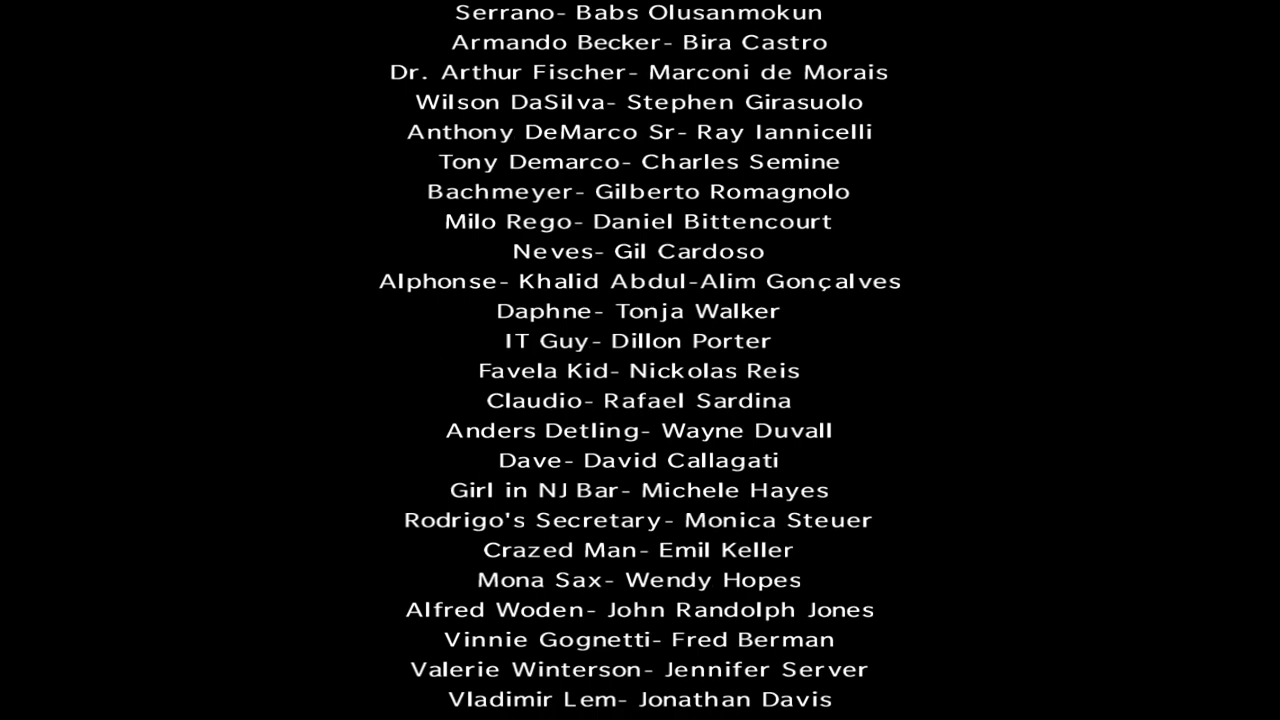 Serrano- Babs Olusanmokun
Armando Becker- Bira Castro
Dr. Arthur Fischer- Marconi de Morais
Wilson DaSilva- Stephen Girasuolo
Anthony DeMarco Sr- Ray Iannicelli
Tony Demarco- Charles Semine
Bachmeyer- Gilberto Romagnolo
Milo Rego- Daniel Bittencourt
Neves- Gil Cardoso
Alphonse- Khalid Abdul-Alim Gonçalves
Daphne- Tonja Walker
IT Guy- Dillon Porter
Favela Kid- Nickolas Reis
Claudio- Rafael Sardina
Anders Detling- Wayne Duvall
Dave- David Callagati
Girl in NJ Bar- Michele Hayes
Rodrigo's Secretary- Monica Steuer
Crazed Man- Emil Keller
Mona Sax- Wendy Hopes
Alfred Woden- John Randolph Jones
Vinnie Gognetti- Fred Berman
Valerie Winterson- Jennifer Server
Vladimir Lem- Jonathan Davis